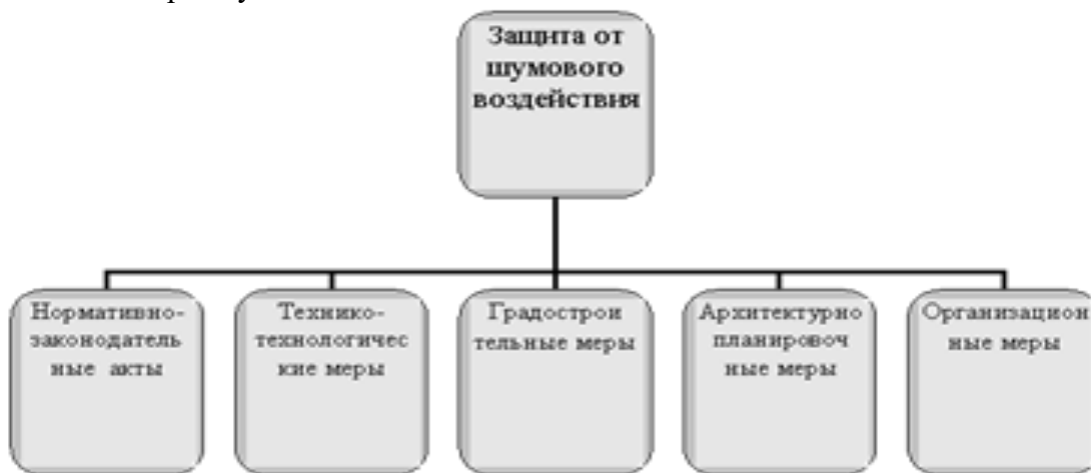 Защита от
шумового
воздействия
Нормативно-
законодатель
ные акты
Технико-
технологичес
кие меры
Градострои
тельные меры
Архитектурно
планировоч
ные меры
Организацион
ные меры